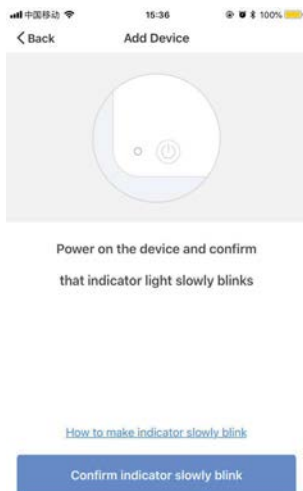 中国移动 15:36 100%
Back Add Device
Power on the device and confirm
that indicator light slowly blinks
How to make indicator slowly blink
Confirm indicator slowly blink